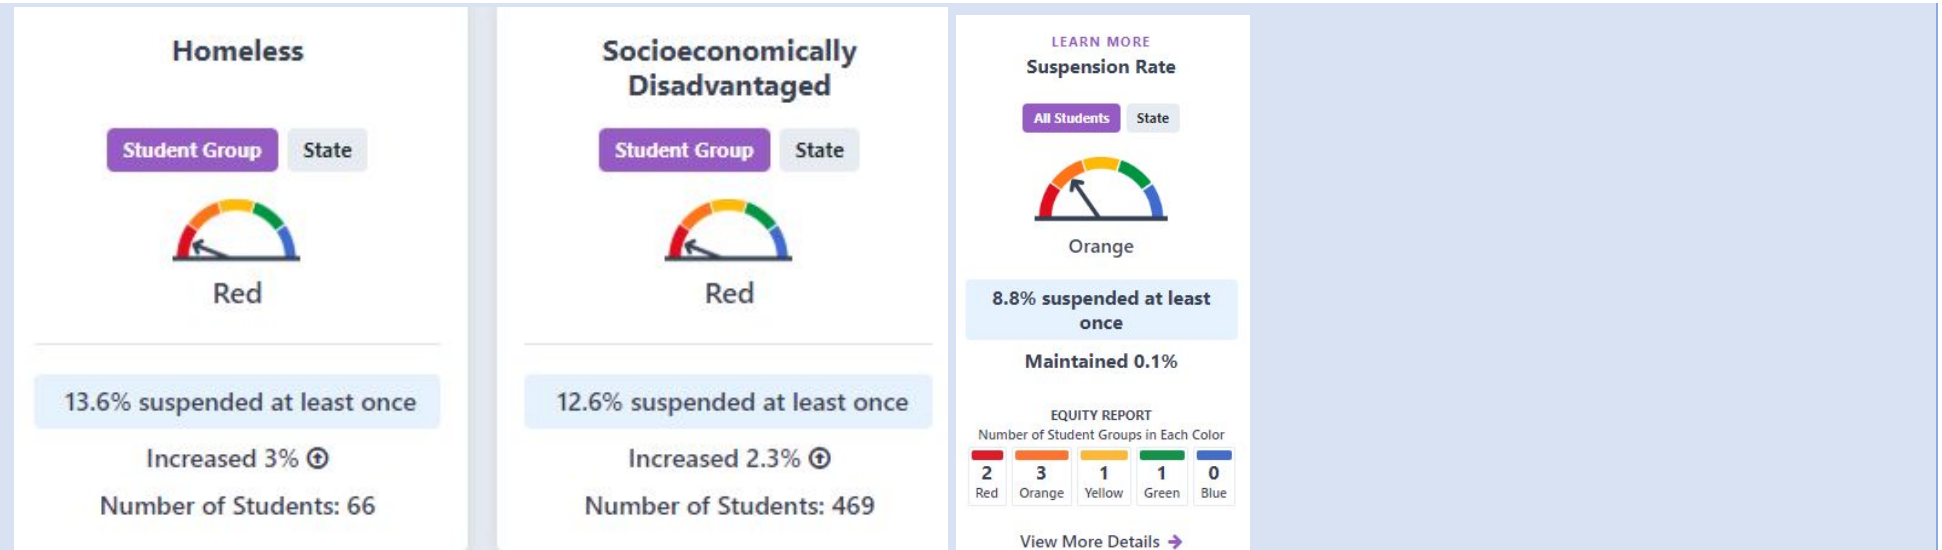 Homeless
Student Group State
Red
13.6% suspended at least once
Increased 3%
Number of Students: 66
Socioeconomically
Disadvantaged
Student Group State
Red
12.6% suspended at least once
Increased 2.3%
Number of Students: 469
LEARN MORE
Suspension Rate
All Students State
Orange
8.8% suspended at least
once
Maintained 0.1%
EQUITY REPORT
Number of Student Groups in Each Color
2 3 1 1 0
Red Orange Yellow Green Blue
View More Details